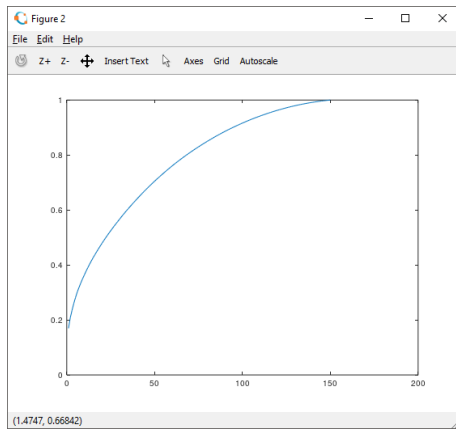 Figure 2
File Edit Help
Z+ Z- Insert Text Axes Grid Autoscale
1
0.8
0.6
0.4
0.2
0
0 50 100 150 200
(1.4747, 0.66842)